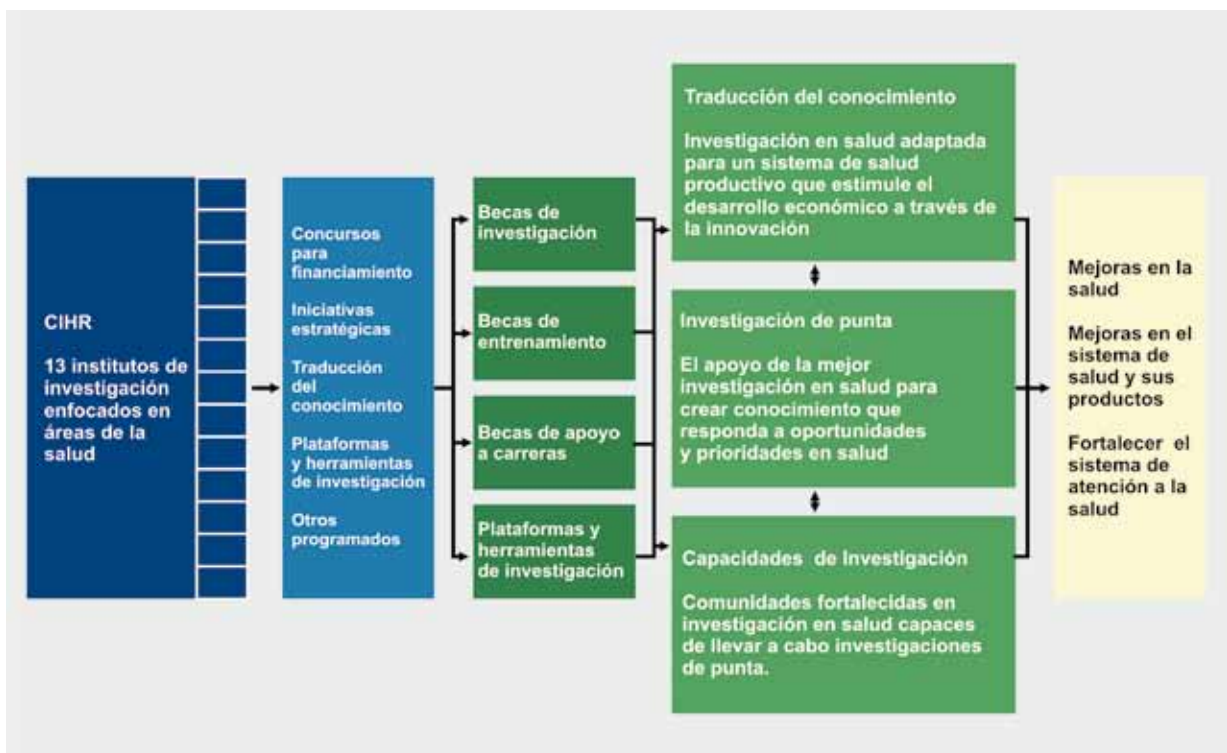 CIHR
13 institutos de
investigación
enfocados en
áreas de la
salud
Concursos
para
financiamiento
Iniciativas
estratégicas
Traducción
del
conocimiento
Plataformas
y herramientas
de investigación
Otros
programados
Becas de
investigación
Becas de
entrenamiento
Becas de apoyo
a carreras
Plataformas y
herramientas
de investigación
Traducción del conocimiento
Investigación en salud adaptada
para un sistema de salud
productivo que estimule el
desarrollo económico a través de
la innovación
Investigación de punta
El apoyo de la mejor
investigación en salud para
crear conocimiento que
responda a oportunidades
y prioridades en salud
Capacidades de Investigación
Comunidades fortalecidas en
investigación en salud capaces
de llevar a cabo investigaciones
de punta.
Mejoras en la
salud
Mejoras en el
sistema de
salud y sus
productos
Fortalecer el
sistema de
atención a la
salud